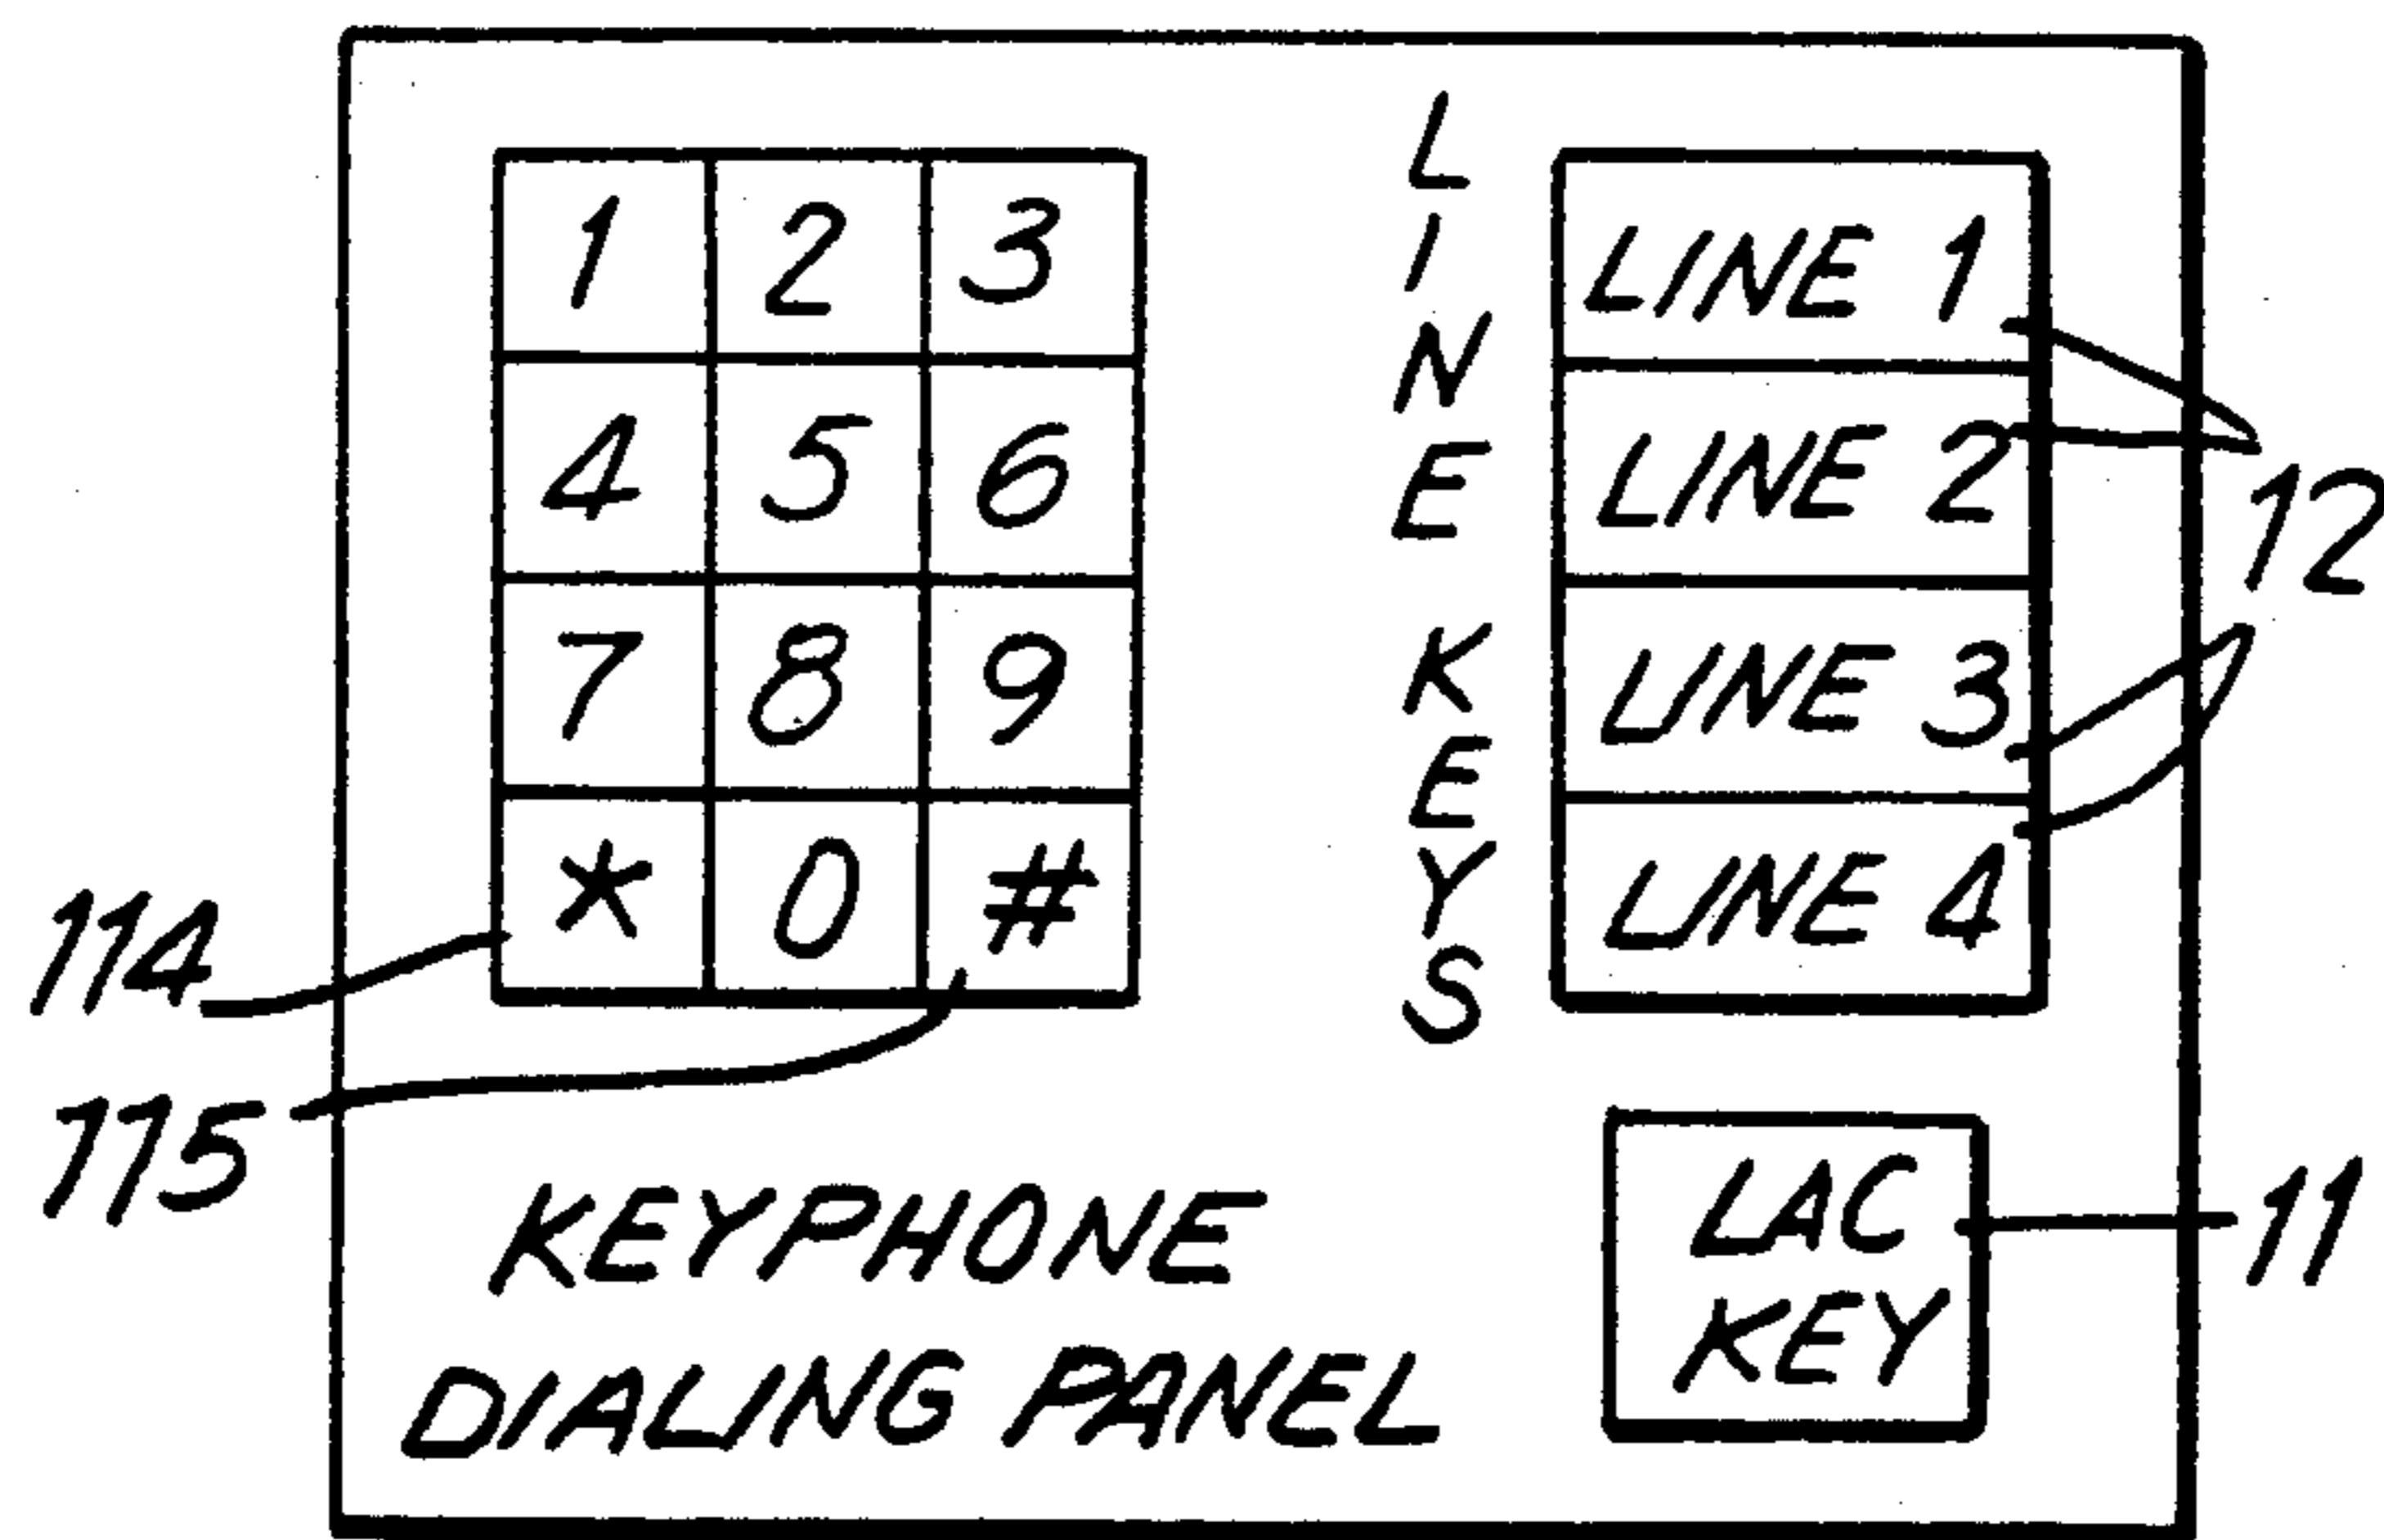 1 2 3
4 5 6
7 8 9
* 0 #
LINE KEYS
LINE 1
LINE 2
LINE 3
LINE 4
12
114
115
KEYPHONE
DIALING PANEL
LAC
KEY
11